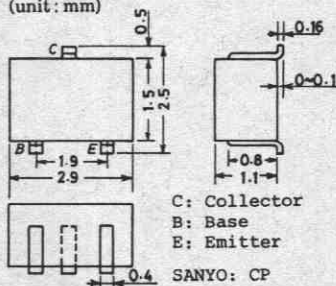 (unit : mm)
C
0.5
0.16
1.5
2.5
0~0.1
B
E
1.9
2.9
0.8
1.1
C: Collector
B: Base
E: Emitter
0.4
SANYO: CP